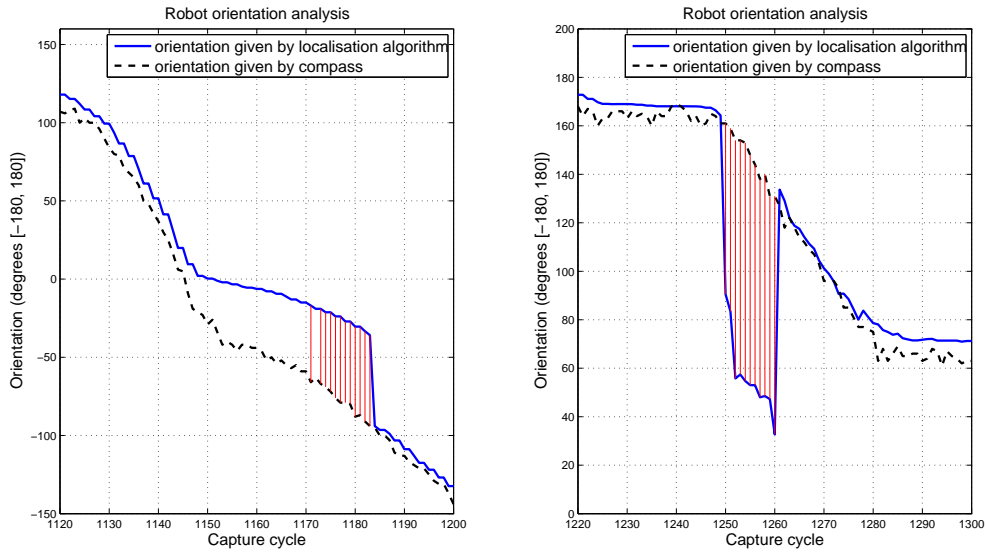 Robot orientation analysis
orientation given by localisation algorithm
orientation given by compass
Orientation (degrees [−180, 180])
150
100
50
0
−50
−100
−150
1120 1130 1140 1150 1160 1170 1180 1190 1200
Capture cycle
Robot orientation analysis
orientation given by localisation algorithm
orientation given by compass
Orientation (degrees [−180, 180])
200
180
160
140
120
100
80
60
40
20
0
1220 1230 1240 1250 1260 1270 1280 1290 1300
Capture cycle